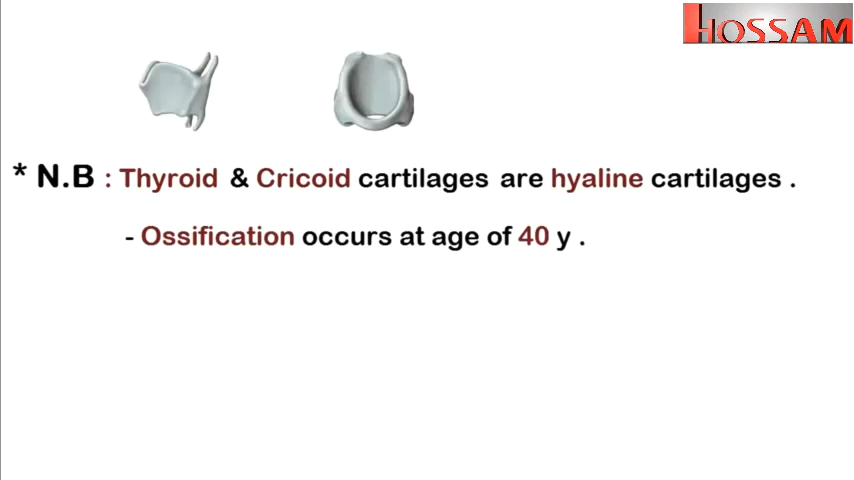 HOSSAM
* N.B : Thyroid & Cricoid cartilages are hyaline cartilages .
- Ossification occurs at age of 40 y .